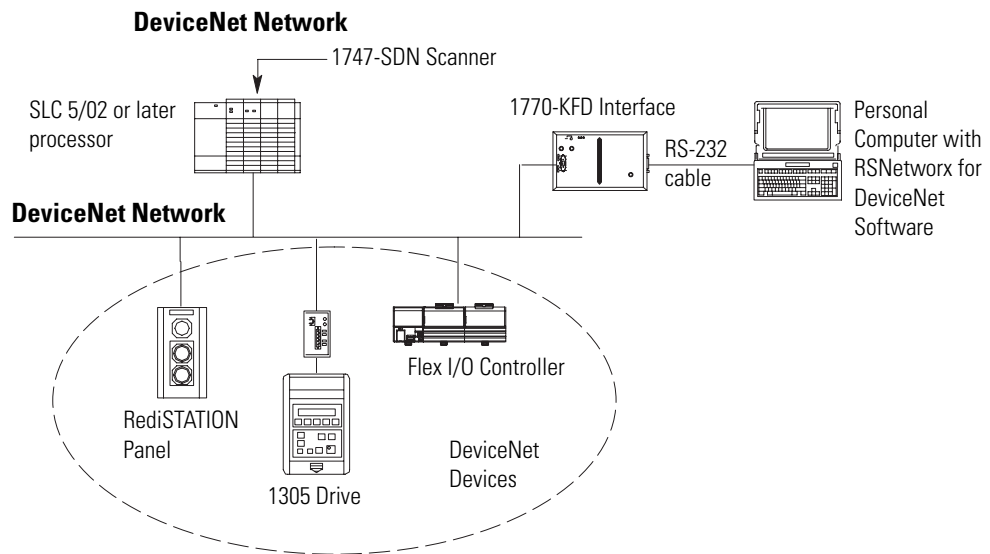 DeviceNet Network
1747-SDN Scanner
SLC 5/02 or later
processor
1770-KFD Interface
RS-232
cable
Personal
Computer with
RSNetworx for
DeviceNet
Software
DeviceNet Network
RediSTATION
Panel
1305 Drive
Flex I/O Controller
DeviceNet
Devices